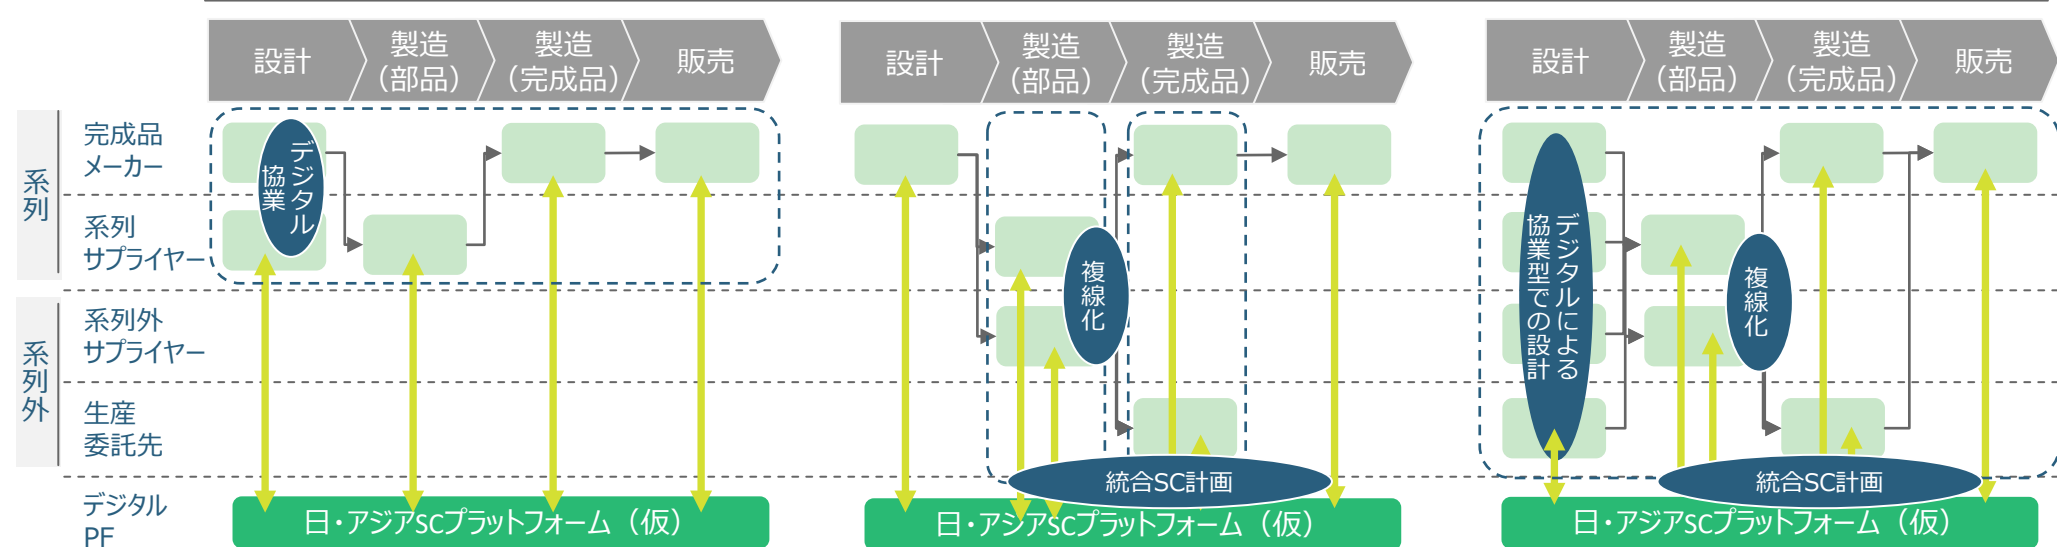 設計
製造
(部品)
製造
(完成品)
販売
設計
製造
(部品)
製造
(完成品)
販売
設計
製造
(部品)
製造
(完成品)
販売
系列
完成品
メーカー
系列
サプライヤー
系列外
系列外
サプライヤー
生産
委託先
デジタル
PF
デジタル
協業
複線化
統合SC計画
デジタルによる
協業型での設計
複線化
統合SC計画
日・アジアSCプラットフォーム(仮)
日・アジアSCプラットフォーム(仮)
日・アジアSCプラットフォーム(仮)